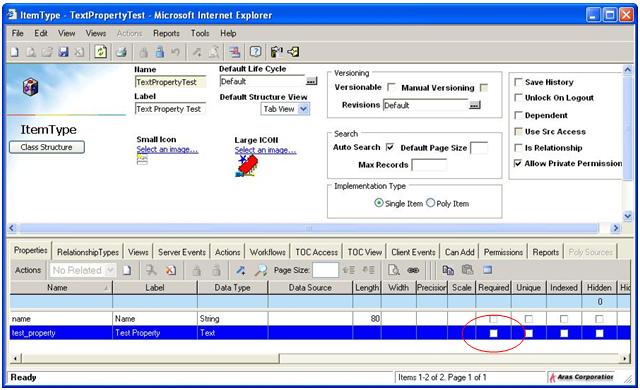 ItemType - TextPropertyTest - Microsoft Internet Explorer
File Edit View Views Actions Reports Tools Help
Name
TextPropertyTest
Default Life Cycle
Default
...
Label
Text Property Test
Default Structure View
Tab View
ItemType
Class Structure
Small Icon
Select an image...
Large ICON
Select an image...
Versioning
Versionable Manual Versioning
Revisions Default ...
Search
Auto Search Default Page Size
Max Records
Implementation Type
Single Item Poly Item
Save History
Unlock On Logout
Dependent
Use Src Access
Is Relationship
Allow Private Permission
Properties RelationshipTypes Views Server Events Actions Workflows TOC Access TOC View Client Events Can Add Permissions Reports Poly Sources
Actions No Related Page Size:
Name Label Data Type Data Source Length Width Precision Scale Required Unique Indexed Hidden Hid
0
name Name String 80
test_property Test Property Text
Ready Items 1-2 of 2. Page 1 of 1 Aras Corporation